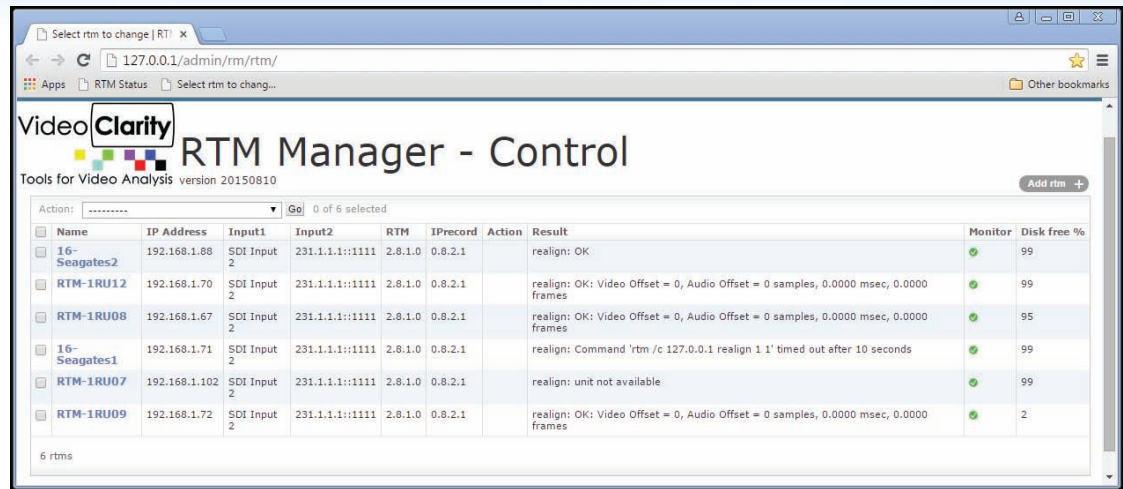 Select rtm to change | RT
127.0.0.1/admin/rm/rtm/
Apps RTM Status Select rtm to chang... Other bookmarks
Video Clarity
Tools for Video Analysis
RTM Manager - Control
version 20150810
Add rtm +
Action: --------- Go 0 of 6 selected
Name IP Address Input1 Input2 RTM IPrecord Action Result Monitor Disk free %
16-
Seagates2 192.168.1.88 SDI Input
2 231.1.1.1::1111 2.8.1.0 0.8.2.1 realign: OK 99
RTM-1RU12 192.168.1.70 SDI Input
2 231.1.1.1::1111 2.8.1.0 0.8.2.1 realign: OK: Video Offset = 0, Audio Offset = 0 samples, 0.0000 msec, 0.0000
frames 99
RTM-1RU08 192.168.1.67 SDI Input
2 231.1.1.1::1111 2.8.1.0 0.8.2.1 realign: OK: Video Offset = 0, Audio Offset = 0 samples, 0.0000 msec, 0.0000
frames 95
16-
Seagates1 192.168.1.71 SDI Input
2 231.1.1.1::1111 2.8.1.0 0.8.2.1 realign: Command 'rtm /c 127.0.0.1 realign 1 1' timed out after 10 seconds 99
RTM-1RU07 192.168.1.102 SDI Input
2 231.1.1.1::1111 2.8.1.0 0.8.2.1 realign: unit not available 99
RTM-1RU09 192.168.1.72 SDI Input
2 231.1.1.1::1111 2.8.1.0 0.8.2.1 realign: OK: Video Offset = 0, Audio Offset = 0 samples, 0.0000 msec, 0.0000
frames 2
6 rtms